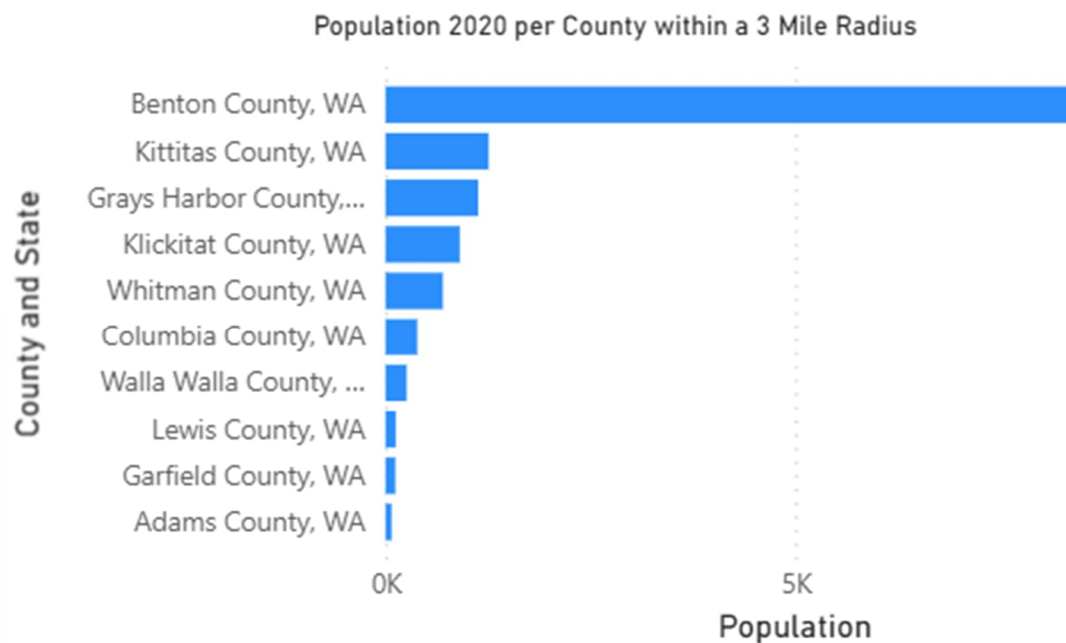 Population 2020 per County within a 3 Mile Radius
County and State
Benton County, WA
Kittitas County, WA
Grays Harbor County,...
Klickitat County, WA
Whitman County, WA
Columbia County, WA
Walla Walla County, ...
Lewis County, WA
Garfield County, WA
Adams County, WA
0K 5K
Population